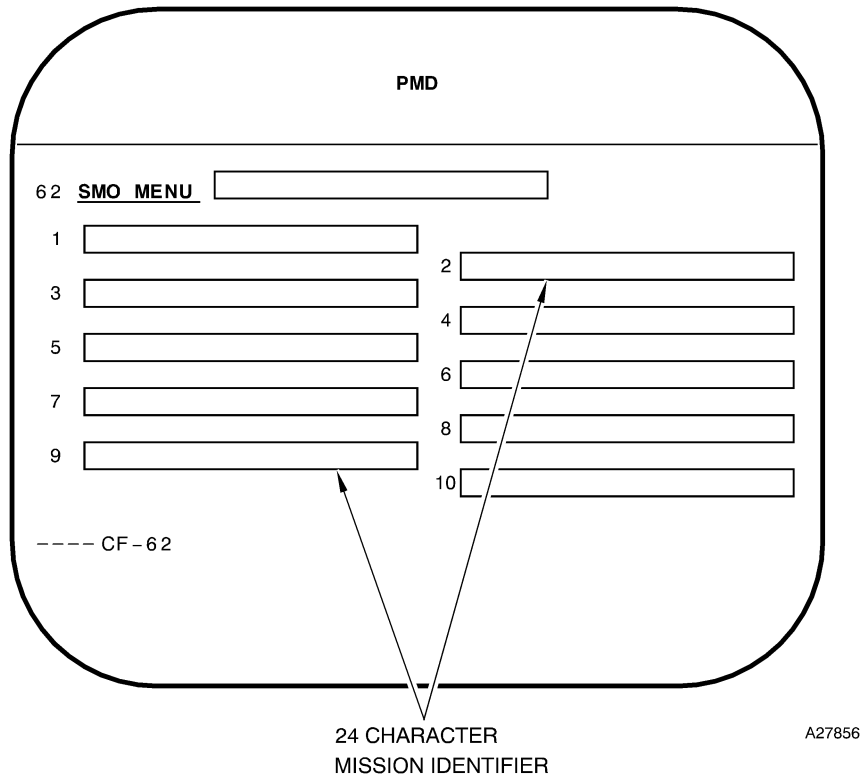 PMD
62 SMO MENU
1
2
3
4
5
6
7
8
9
10
---- CF-62
24 CHARACTER
MISSION IDENTIFIER
A27856